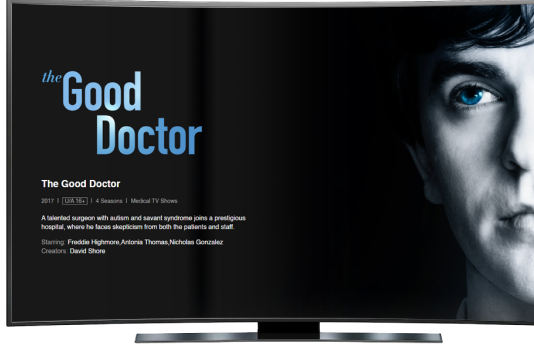 the Good
Doctor
The Good Doctor
2017 | U/A 16+ | 4 Seasons | Medical TV Shows
A talented surgeon with autism and savant syndrome joins a prestigious
hospital, where he faces skepticism from both the patients and staff.
Starring: Freddie Highmore,Antonia Thomas,Nicholas Gonzalez
Creators: David Shore